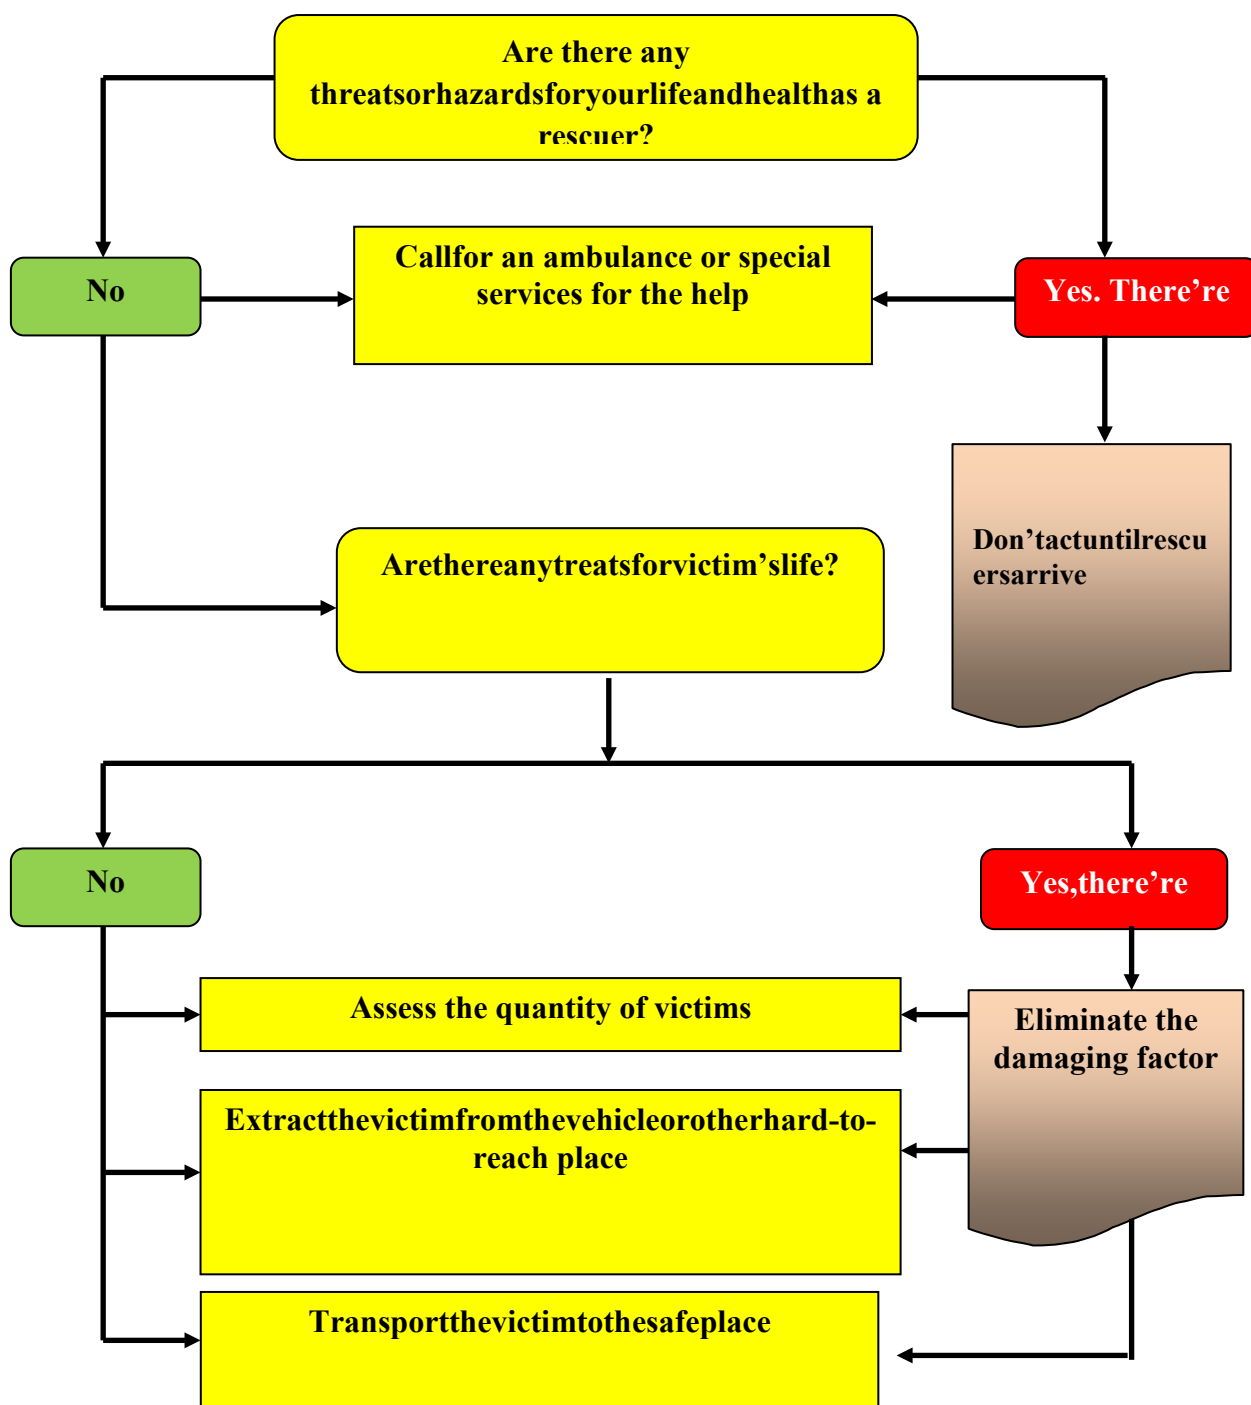 Are there any
threatsorhazardsforyourlifeandhealthas a
rescuer?
No
Callfor an ambulance or special
services for the help
Yes. There’re
Don’tactuntilrescu
ersarrive
Arethereanytreatsforvictim’slife?
No
Yes,there’re
Assess the quantity of victims
Eliminate the
damaging factor
Extractthevictimfromthevehicleorotherhard-to-
reach place
Transportthevictimtothesafeplace